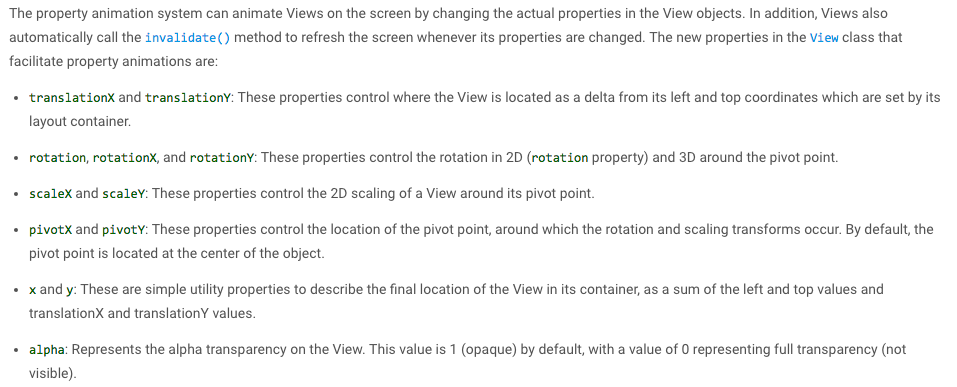 The property animation system can animate Views on the screen by changing the actual properties in the View objects. In addition, Views also
automatically call the invalidate() method to refresh the screen whenever its properties are changed. The new properties in the View class that
facilitate property animations are:
• translationX and translationY: These properties control where the View is located as a delta from its left and top coordinates which are set by its
layout container.
• rotation, rotationX, and rotationY: These properties control the rotation in 2D (rotation property) and 3D around the pivot point.
• scaleX and scaleY: These properties control the 2D scaling of a View around its pivot point.
• pivotX and pivotY: These properties control the location of the pivot point, around which the rotation and scaling transforms occur. By default, the
pivot point is located at the center of the object.
• x and y: These are simple utility properties to describe the final location of the View in its container, as a sum of the left and top values and
translationX and translationY values.
• alpha: Represents the alpha transparency on the View. This value is 1 (opaque) by default, with a value of 0 representing full transparency (not
visible).